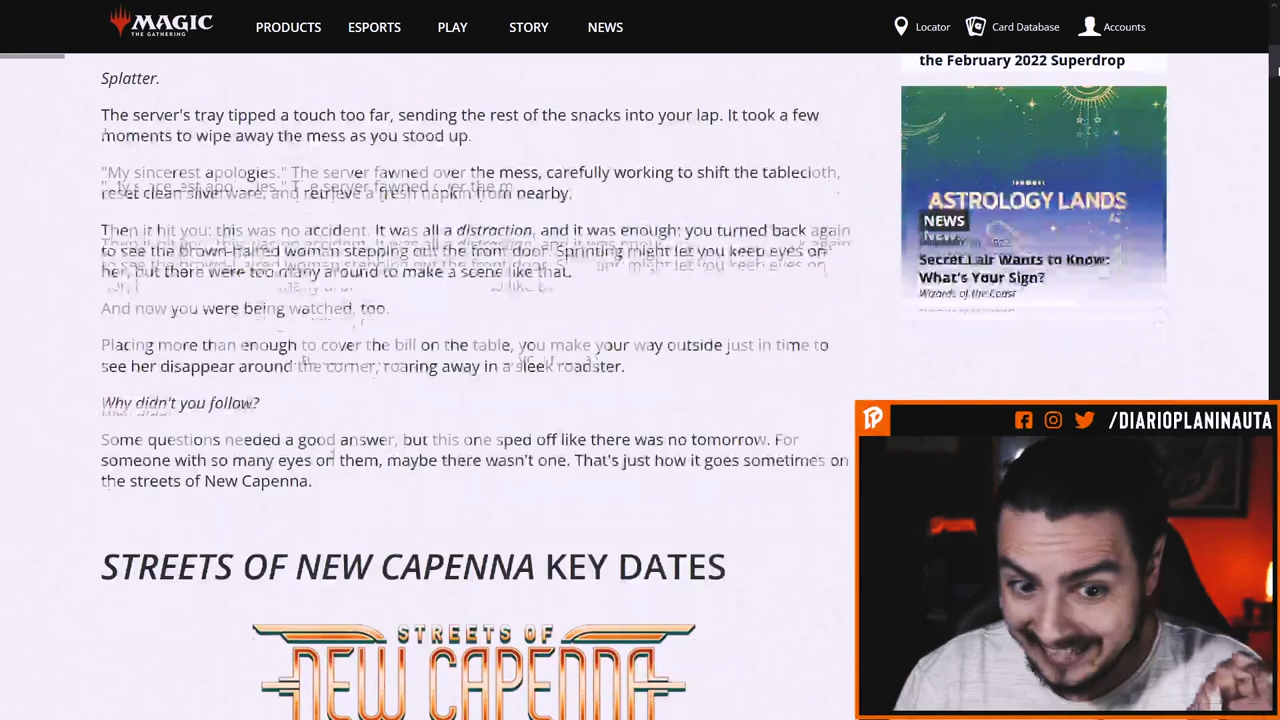 MAGIC
THE GATHERING
PRODUCTS
ESPORTS
PLAY
STORY
NEWS
Locator
Card Database
Accounts
Splatter.
The server's tray tipped a touch too far, sending the rest of the snacks into your lap. It took a few
moments to wipe away the mess as you stood up.
"My sincerest apologies." The server fawned over the mess, carefully working to shift the tablecloth,
reset clean silverware, and retrieve a fresh napkin from nearby.
Then it hit you: this was no accident. It was all a distraction, and it was enough: you turned back again
to see the brown-haired woman stepping out the front door. Sprinting might let you keep eyes on
her, but there were too many around to make a scene like that.
And now you were being watched, too.
Placing more than enough to cover the bill on the table, you make your way outside just in time to
see her disappear around the corner, roaring away in a sleek roadster.
Why didn't you follow?
Some questions needed a good answer, but this one sped off like there was no tomorrow. For
someone with so many eyes on them, maybe there wasn't one. That's just how it goes sometimes on
the streets of New Capenna.
STREETS OF NEW CAPENNA KEY DATES
STREETS OF
NEW CAPENNA
the February 2022 Superdrop
ASTROLOGY LANDS
NEWS
Secret Lair Wants to Know:
What's Your Sign?
Wizards of the Coast
/DIARIOPLANINAUTA